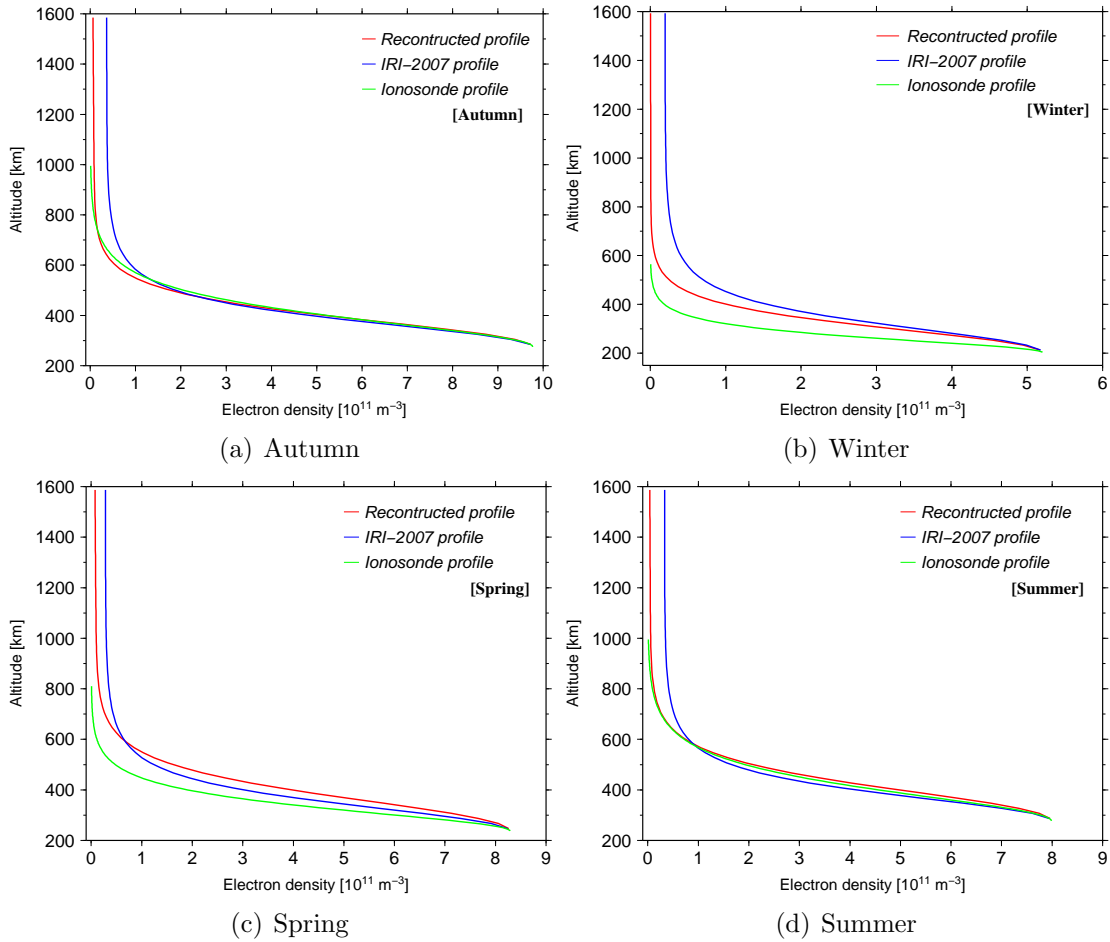 1600
1400
1200
1000
800
600
400
200
Altitude [km]
0 1 2 3 4 5 6 7 8 9 10
Electron density [10¹¹ m⁻³]
Recontructed profile
IRI−2007 profile
Ionosonde profile
[Autumn]
(a) Autumn
1600
1400
1200
1000
800
600
400
200
Altitude [km]
0 1 2 3 4 5 6
Electron density [10¹¹ m⁻³]
Recontructed profile
IRI−2007 profile
Ionosonde profile
[Winter]
(b) Winter
1600
1400
1200
1000
800
600
400
200
Altitude [km]
0 1 2 3 4 5 6 7 8 9
Electron density [10¹¹ m⁻³]
Recontructed profile
IRI−2007 profile
Ionosonde profile
[Spring]
(c) Spring
1600
1400
1200
1000
800
600
400
200
Altitude [km]
0 1 2 3 4 5 6 7 8 9
Electron density [10¹¹ m⁻³]
Recontructed profile
IRI−2007 profile
Ionosonde profile
[Summer]
(d) Summer